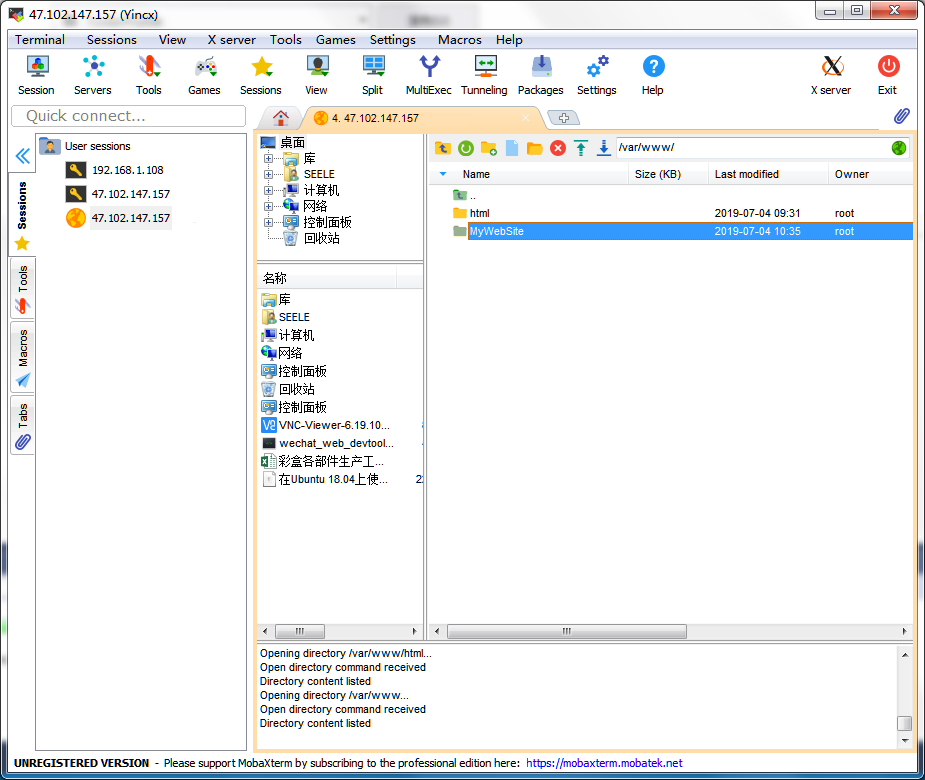 47.102.147.157 (Yincx)
Terminal Sessions View X server Tools Games Settings Macros Help
Session Servers Tools Games Sessions View Split MultiExec Tunneling Packages Settings Help X server Exit
Quick connect...
4. 47.102.147.157
Sessions
Tools
Macros
Tabs
User sessions
192.168.1.108
47.102.147.157
47.102.147.157
桌面
库
SEELE
计算机
网络
控制面板
回收站
名称
库
SEELE
计算机
网络
控制面板
回收站
控制面板
VNC-Viewer-6.19.10...
wechat_web_devtool...
彩盒各部件生产工...
在Ubuntu 18.04上使...
/var/www/
Name Size (KB) Last modified Owner
..
html 2019-07-04 09:31 root
MyWebSite 2019-07-04 10:35 root
Opening directory /var/www/html...
Open directory command received
Directory content listed
Opening directory /var/www...
Open directory command received
Directory content listed
UNREGISTERED VERSION - Please support MobaXterm by subscribing to the professional edition here: https://mobaxterm.mobatek.net